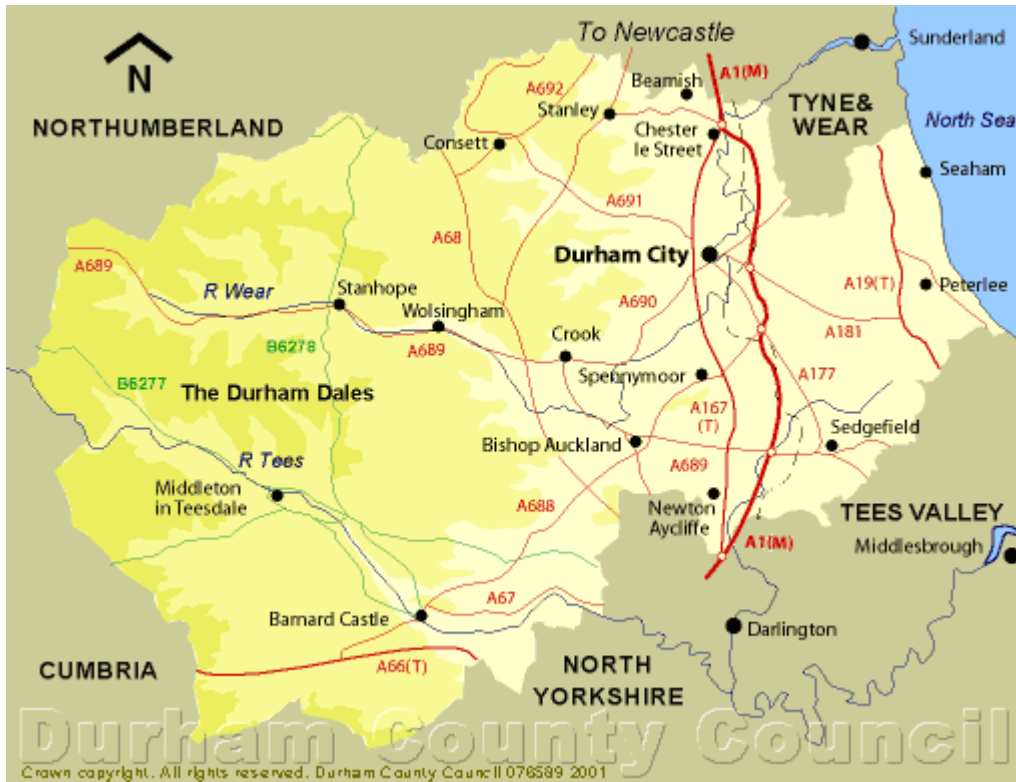 To Newcastle
Sunderland
A1(M)
N
A692
Beamish
Stanley
TYNE&
WEAR
NORTHUMBERLAND
North Sea
Consett
Chester
le Street
Seaham
A691
A68
Durham City
A689
R Wear
Stanhope
A19(T)
Peterlee
A690
Wolsingham
Crook
A181
B6278
A689
B6277
The Durham Dales
Spennymoor
A177
A167
(T)
Sedgefield
Bishop Auckland
R Tees
A689
Middleton
in Teesdale
A688
Newton
Aycliffe
TEES VALLEY
A1(M)
Middlesbrough
A67
Barnard Castle
Darlington
CUMBRIA
A66(T)
NORTH
YORKSHIRE
Durham County Council
Crown copyright. All rights reserved. Durham County Council 076589 2001